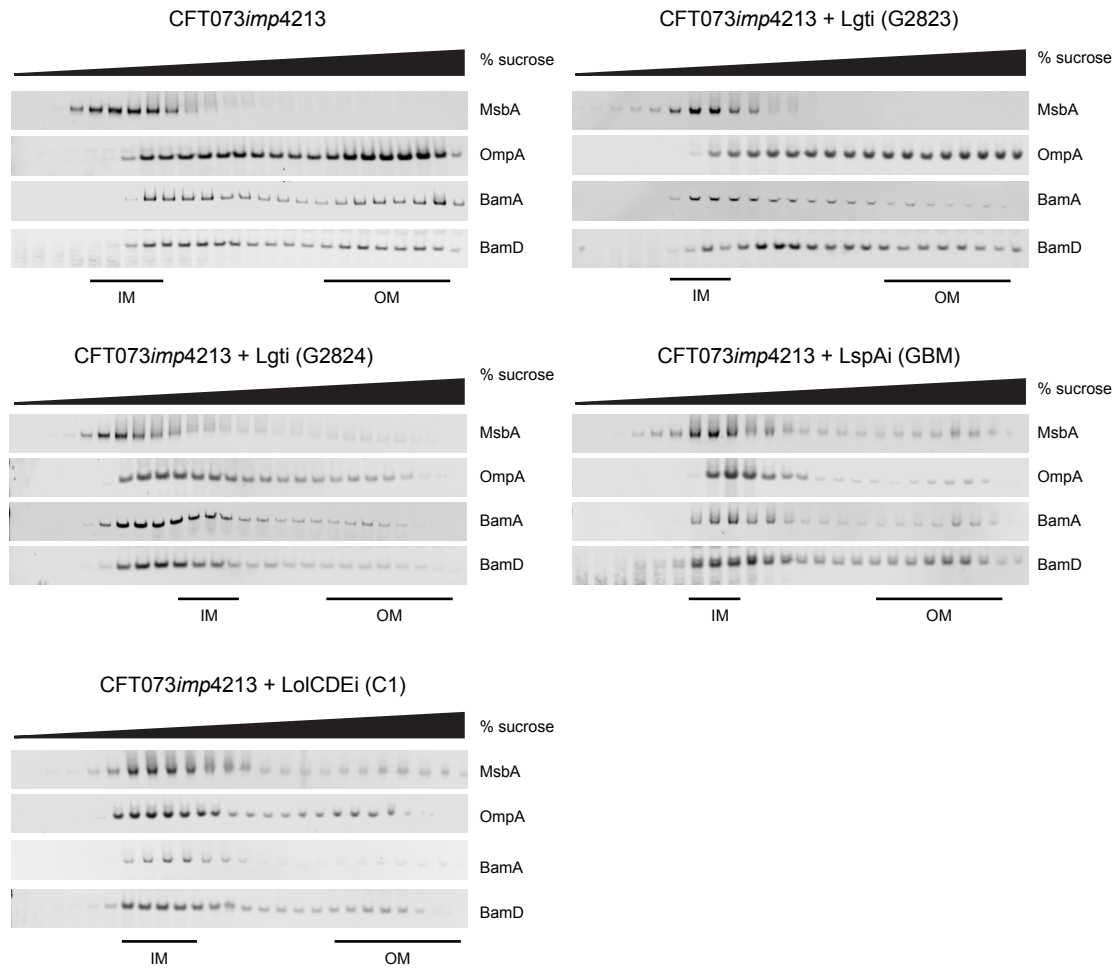 CFT073imp4213
% sucrose
MsbA
OmpA
BamA
BamD
IM
OM
CFT073imp4213 + Lgti (G2823)
% sucrose
MsbA
OmpA
BamA
BamD
IM
OM
CFT073imp4213 + Lgti (G2824)
% sucrose
MsbA
OmpA
BamA
BamD
IM
OM
CFT073imp4213 + LspAi (GBM)
% sucrose
MsbA
OmpA
BamA
BamD
IM
OM
CFT073imp4213 + LolCDEi (C1)
% sucrose
MsbA
OmpA
BamA
BamD
IM
OM